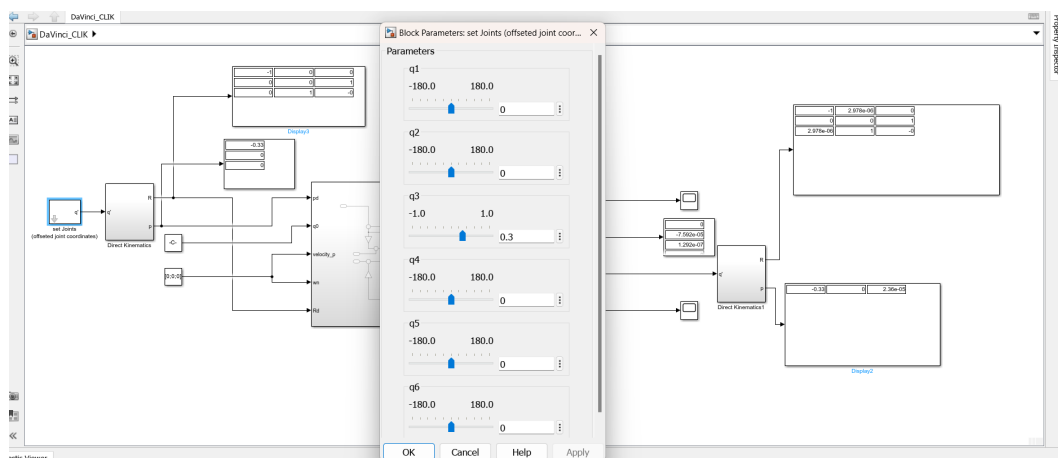 DaVinci_CLIK
DaVinci_CLIK
Property Inspector
Block Parameters: set Joints (offseted joint coor...
Parameters
q1
-180.0 180.0
0
q2
-180.0 180.0
0
q3
-1.0 1.0
0.3
q4
-180.0 180.0
0
q5
-180.0 180.0
0
q6
-180.0 180.0
0
OK Cancel Help Apply
-1 0 0
0 0 1
0 1 -0
Display3
-0.33
0
0
q'
set Joints
(offseted joint coordinates)
q'
R
p
Direct Kinematics
-C-
[0;0;0]
pd
q0
velocity_p
wn
Rd
0
-7.592e-05
1.292e-07
q'
R
p
Direct Kinematics1
-1 2.978e-06 0
0 0 1
2.978e-06 1 -0
-0.33 0 2.36e-05
Display2